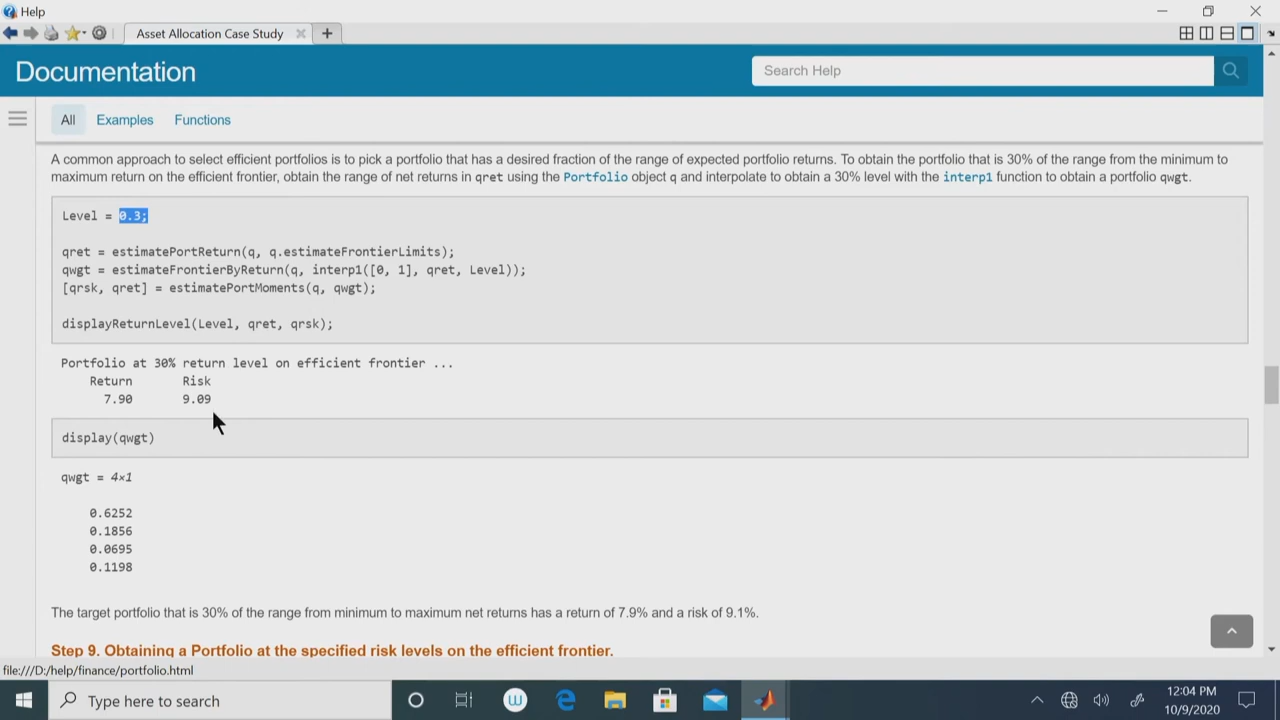 Help
Asset Allocation Case Study
Documentation
Search Help
All Examples Functions
A common approach to select efficient portfolios is to pick a portfolio that has a desired fraction of the range of expected portfolio returns. To obtain the portfolio that is 30% of the range from the minimum to
maximum return on the efficient frontier, obtain the range of net returns in qret using the Portfolio object q and interpolate to obtain a 30% level with the interp1 function to obtain a portfolio qwgt.
Level = 0.3;
qret = estimatePortReturn(q, q.estimateFrontierLimits);
qwgt = estimateFrontierByReturn(q, interp1([0, 1], qret, Level));
[qrsk, qret] = estimatePortMoments(q, qwgt);
displayReturnLevel(Level, qret, qrsk);
Portfolio at 30% return level on efficient frontier ...
Return Risk
7.90 9.09
display(qwgt)
qwgt = 4×1
0.6252
0.1856
0.0695
0.1198
The target portfolio that is 30% of the range from minimum to maximum net returns has a return of 7.9% and a risk of 9.1%.
Step 9. Obtaining a Portfolio at the specified risk levels on the efficient frontier.
file:///D:/help/finance/portfolio.html
Type here to search
12:04 PM
10/9/2020